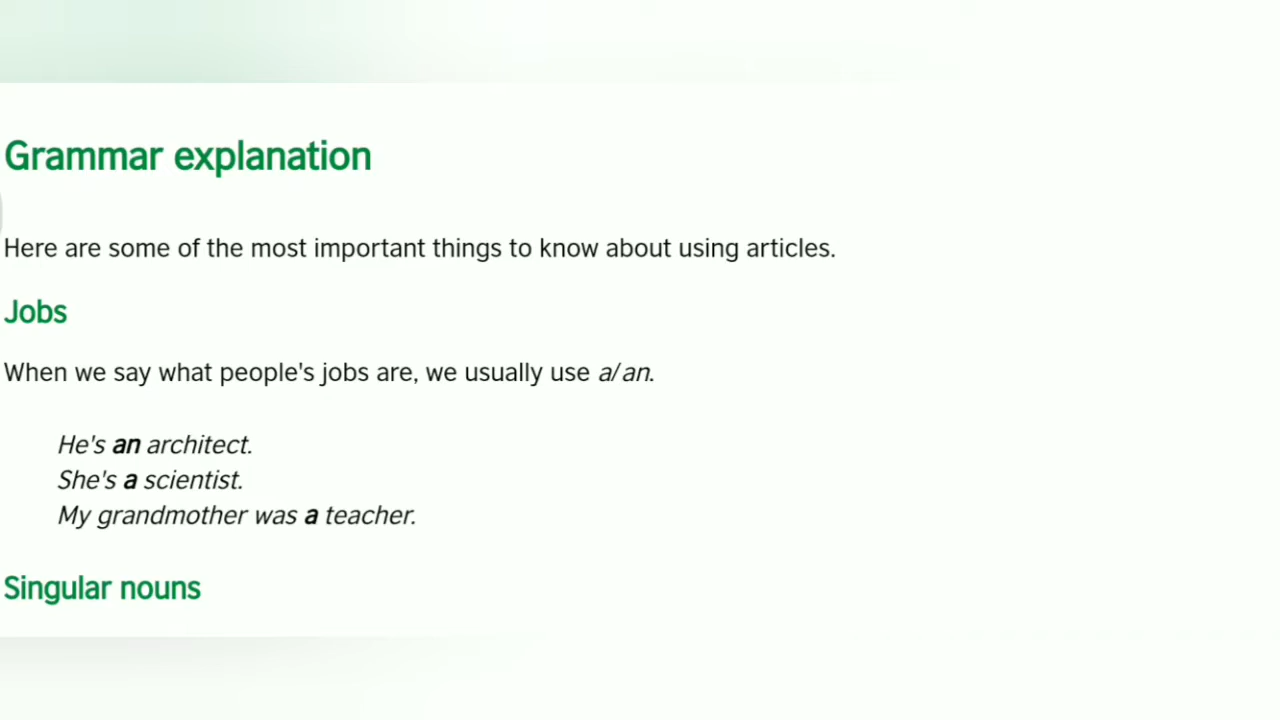 Grammar explanation
Here are some of the most important things to know about using articles.
Jobs
When we say what people's jobs are, we usually use a/an.
He's an architect.
She's a scientist.
My grandmother was a teacher.
Singular nouns